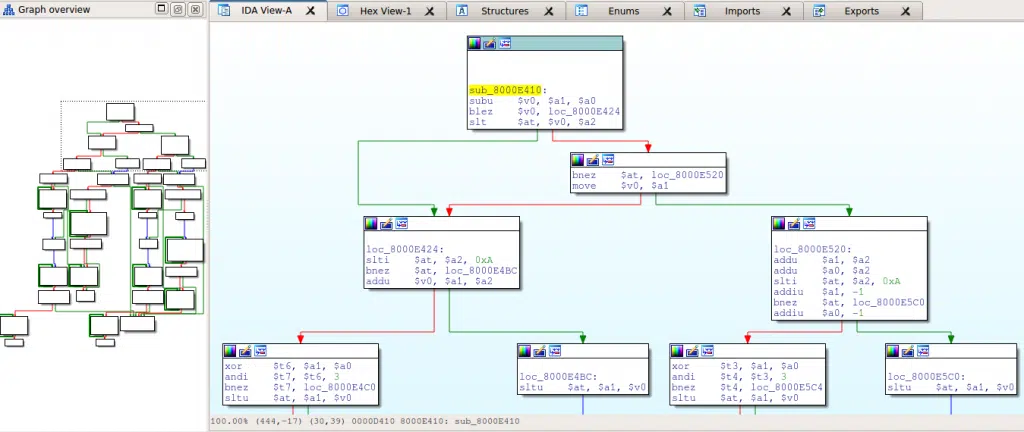 Graph overview
IDA View-A
Hex View-1
Structures
Enums
Imports
Exports
sub_8000E410:
subu $v0, $a1, $a0
blez $v0, loc_8000E424
slt $at, $v0, $a2
bnez $at, loc_8000E520
move $v0, $a1
loc_8000E424:
slti $at, $a2, 0xA
bnez $at, loc_8000E4BC
addu $v0, $a1, $a2
loc_8000E520:
addu $a1, $a2
addu $a0, $a2
slti $at, $a2, 0xA
addiu $a1, -1
bnez $at, loc_8000E5C0
addiu $a0, -1
xor $t6, $a1, $a0
andi $t7, $t6, 3
bnez $t7, loc_8000E4C0
sltu $at, $a1, $v0
loc_8000E4BC:
sltu $at, $a1, $v0
xor $t3, $a1, $a0
andi $t4, $t3, 3
bnez $t4, loc_8000E5C4
sltu $at, $a1, $v0
loc_8000E5C0:
sltu $at, $a1, $v0
100.00% (444,-17) (30,39) 0000D410 8000E410: sub_8000E410